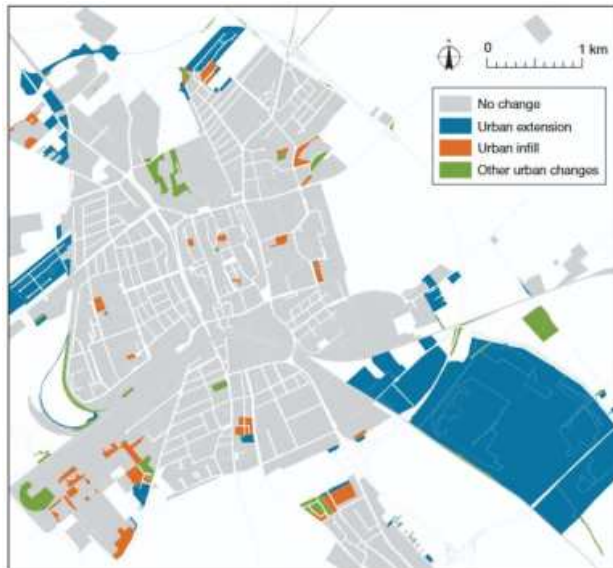 N
0 1 km
No change
Urban extension
Urban infill
Other urban changes